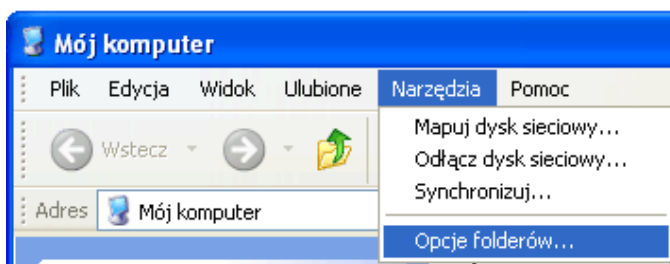 Mój komputer
Plik Edycja Widok Ulubione Narzędzia Pomoc
Mapuj dysk sieciowy...
Wstecz
Odłącz dysk sieciowy...
Synchronizuj...
Adres Mój komputer
Opcje folderów...